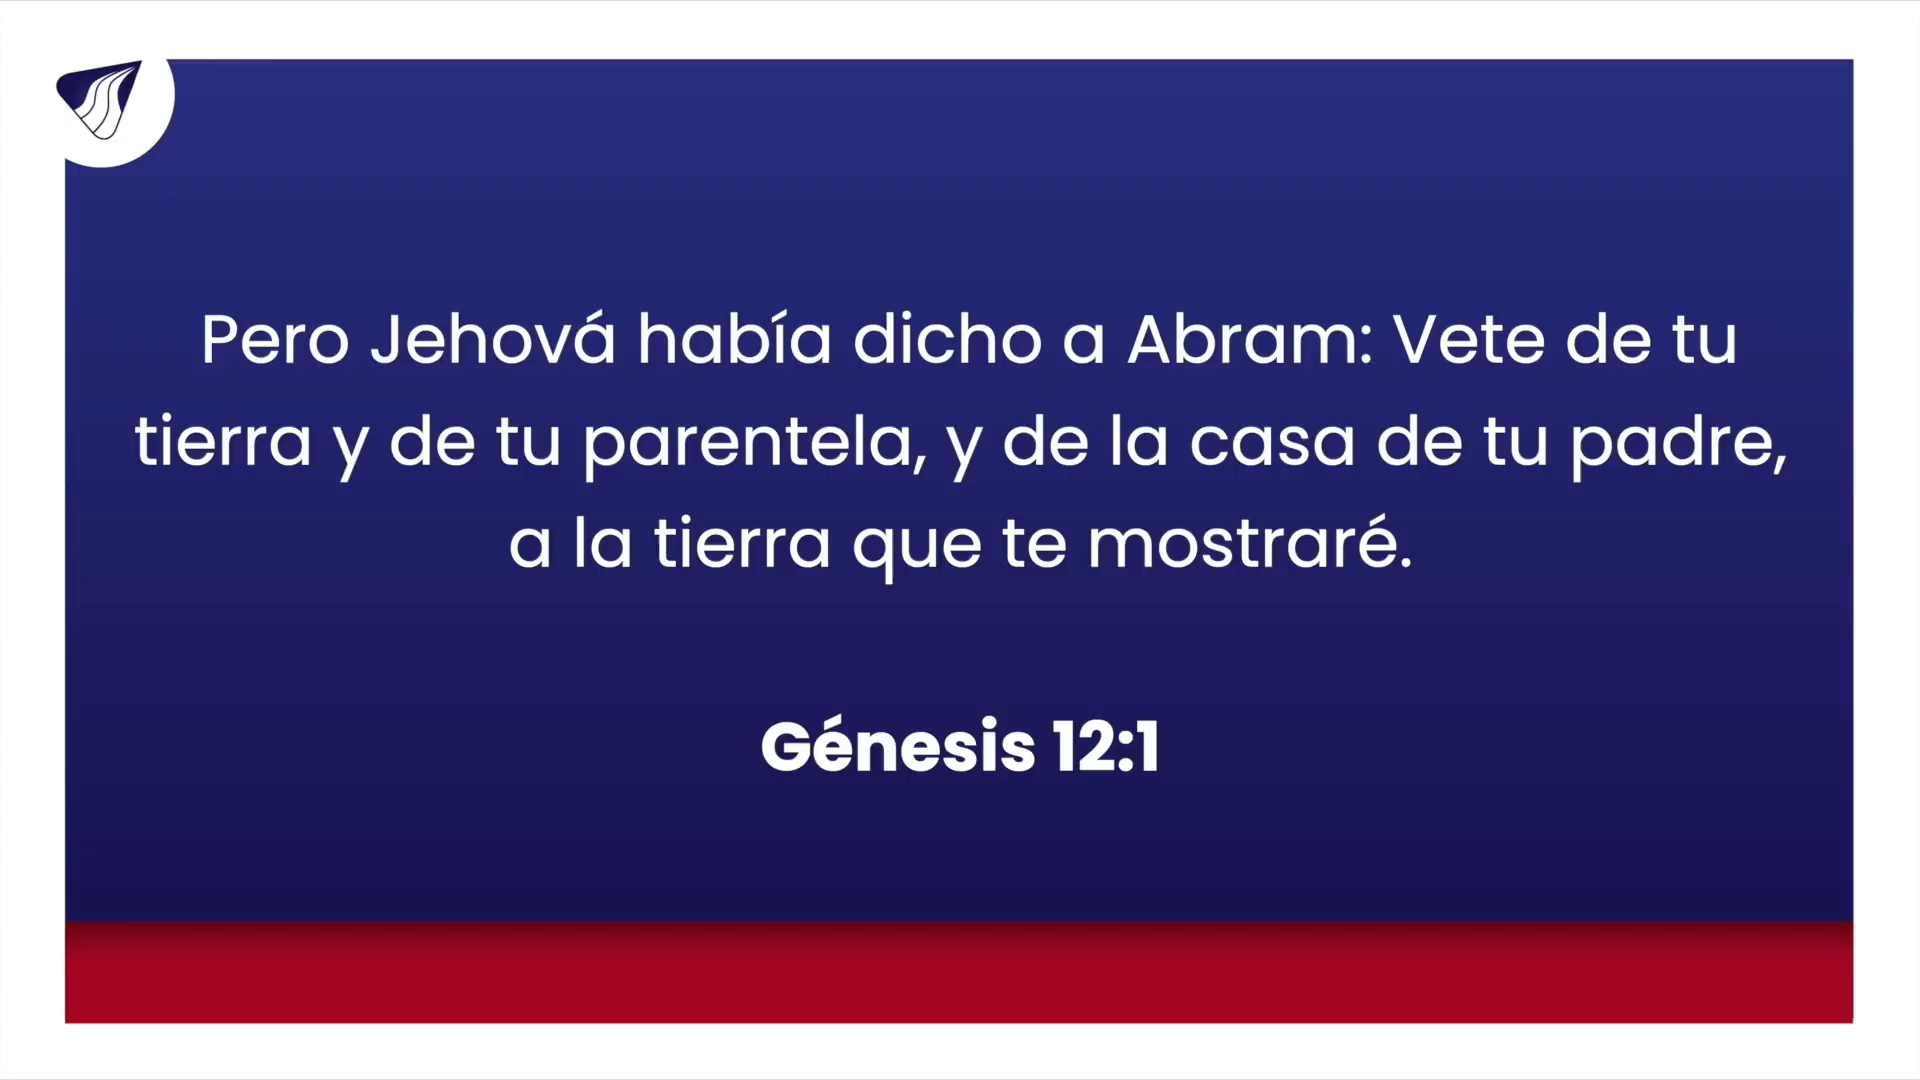 Pero Jehová había dicho a Abram: Vete de tu
tierra y de tu parentela, y de la casa de tu padre,
a la tierra que te mostraré.
Génesis 12:1